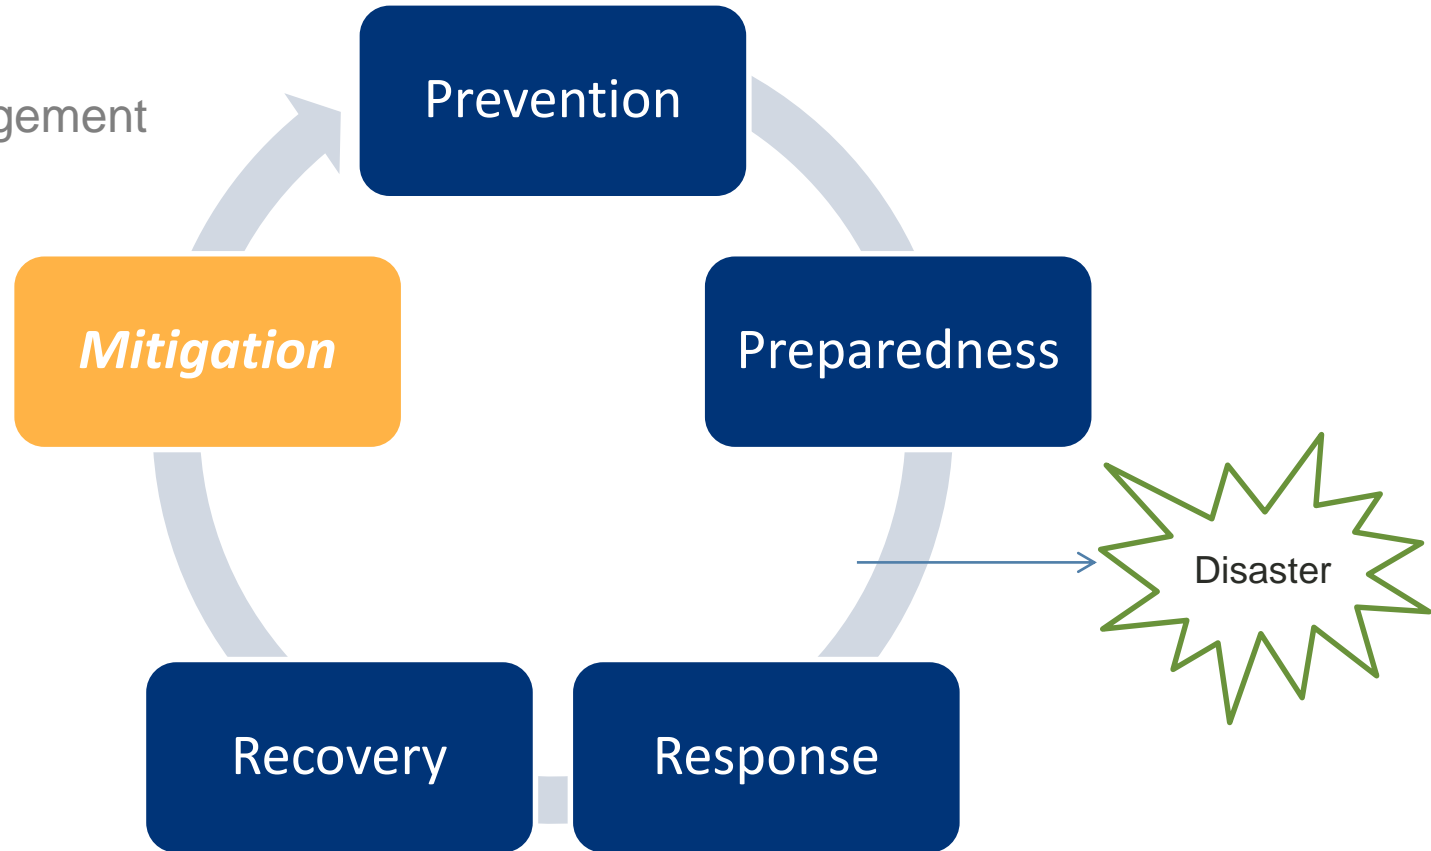 Prevention
gement
Mitigation
Preparedness
Disaster
Recovery
Response